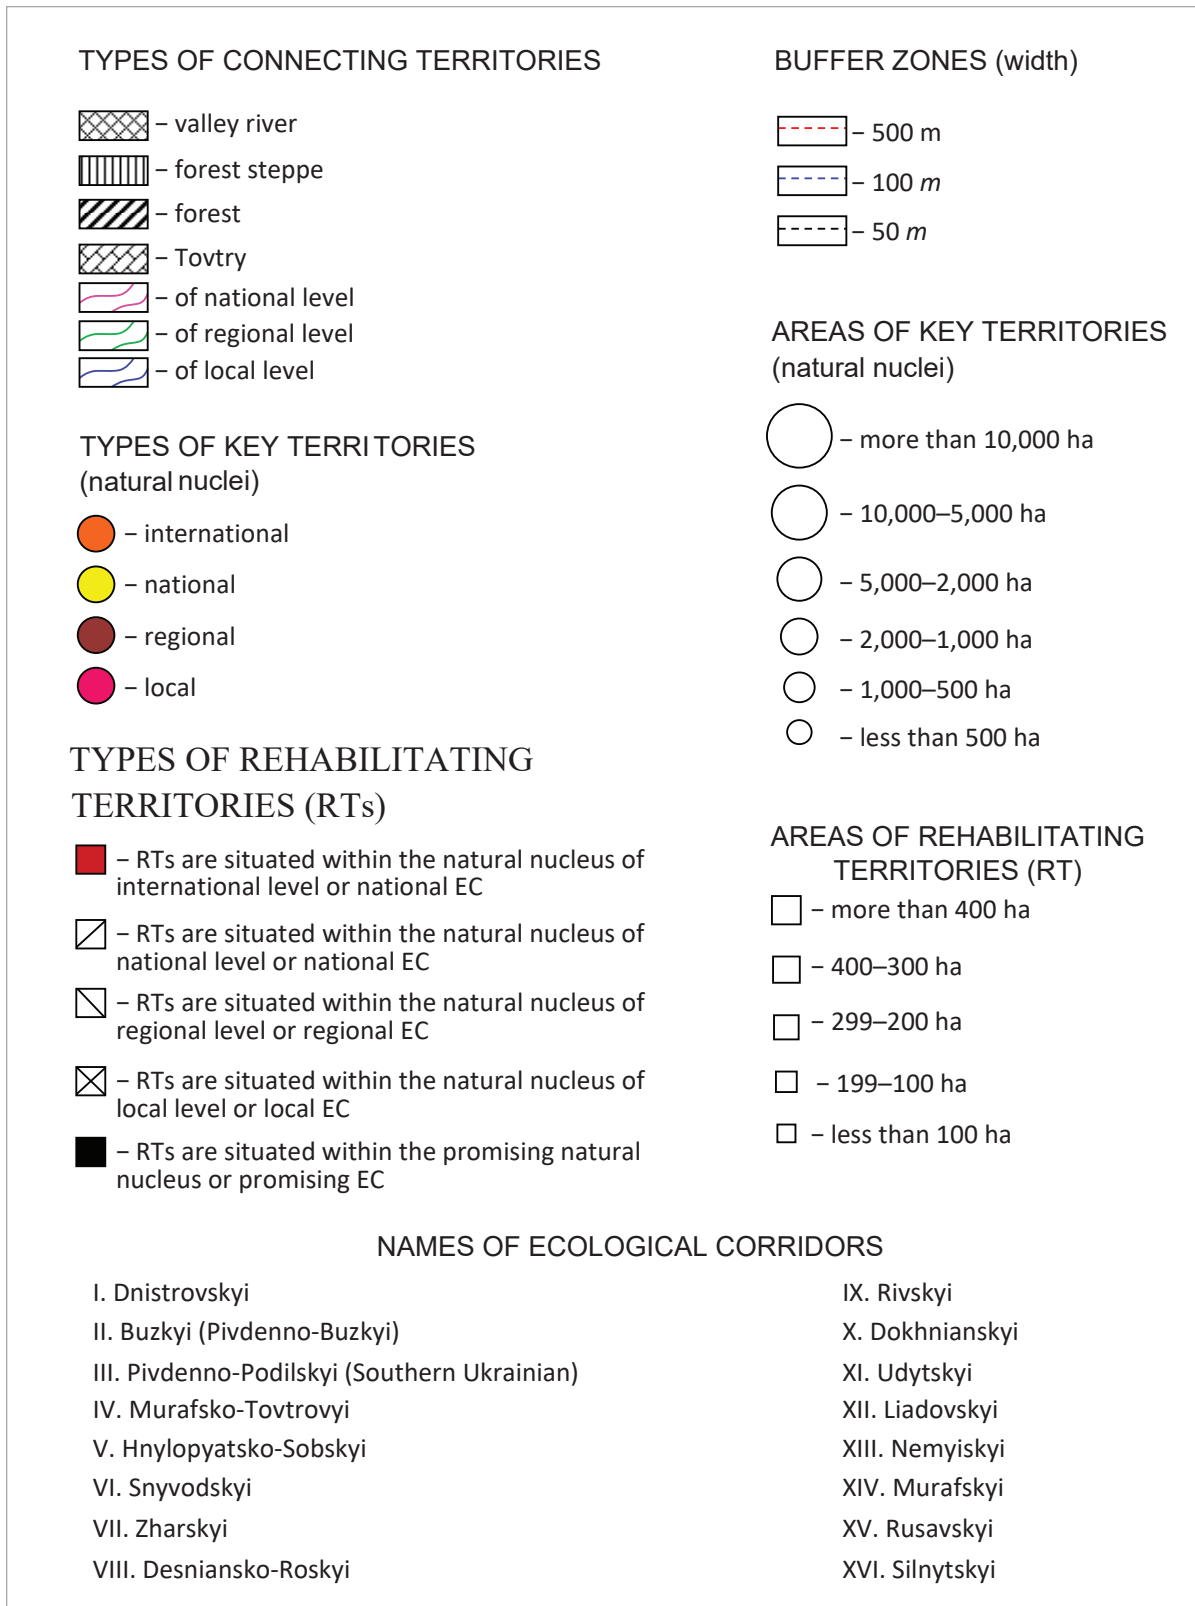 TYPES OF CONNECTING TERRITORIES
– valley river
– forest steppe
– forest
– Tovtry
– of national level
– of regional level
– of local level
TYPES OF KEY TERRITORIES
(natural nuclei)
– international
– national
– regional
– local
TYPES OF REHABILITATING
TERRITORIES (RTs)
– RTs are situated within the natural nucleus of
international level or national EC
– RTs are situated within the natural nucleus of
national level or national EC
– RTs are situated within the natural nucleus of
regional level or regional EC
– RTs are situated within the natural nucleus of
local level or local EC
– RTs are situated within the promising natural
nucleus or promising EC
BUFFER ZONES (width)
– 500 m
– 100 m
– 50 m
AREAS OF KEY TERRITORIES
(natural nuclei)
– more than 10,000 ha
– 10,000–5,000 ha
– 5,000–2,000 ha
– 2,000–1,000 ha
– 1,000–500 ha
– less than 500 ha
AREAS OF REHABILITATING
TERRITORIES (RT)
– more than 400 ha
– 400–300 ha
– 299–200 ha
– 199–100 ha
– less than 100 ha
NAMES OF ECOLOGICAL CORRIDORS
I. Dnistrovskyi
II. Buzkyi (Pivdenno-Buzkyi)
III. Pivdenno-Podilskyi (Southern Ukrainian)
IV. Murafsko-Tovtrovyi
V. Hnylopyatsko-Sobskyi
VI. Snyvodskyi
VII. Zharskyi
VIII. Desniansko-Roskyi
IX. Rivskyi
X. Dokhnianskyi
XI. Udytskyi
XII. Liadovskyi
XIII. Nemyiskyi
XIV. Murafskyi
XV. Rusavskyi
XVI. Silnytskyi